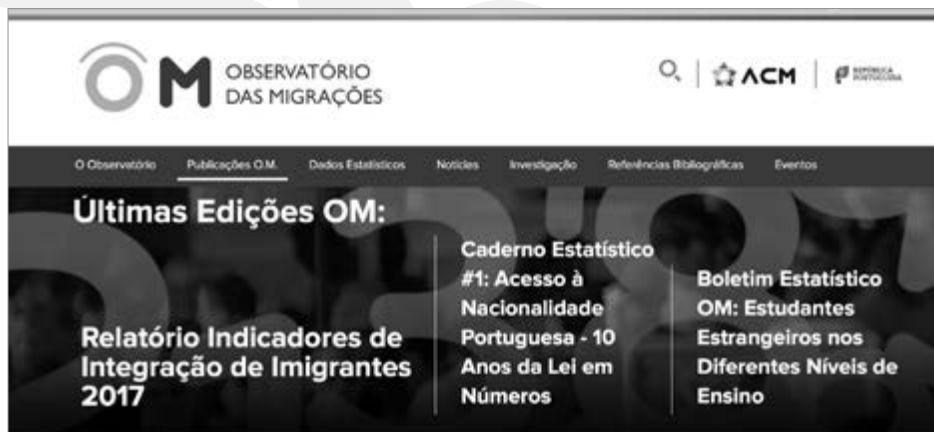 OM OBSERVATÓRIO
DAS MIGRAÇÕES
ACM
REPÚBLICA
PORTUGUESA
O Observatório Publicações O.M. Dados Estatísticos Notícias Investigação Referências Bibliográficas Eventos
Últimas Edições OM:
Relatório Indicadores de
Integração de Imigrantes
2017
Caderno Estatístico
#1: Acesso à
Nacionalidade
Portuguesa - 10
Anos da Lei em
Números
Boletim Estatístico
OM: Estudantes
Estrangeiros nos
Diferentes Níveis de
Ensino